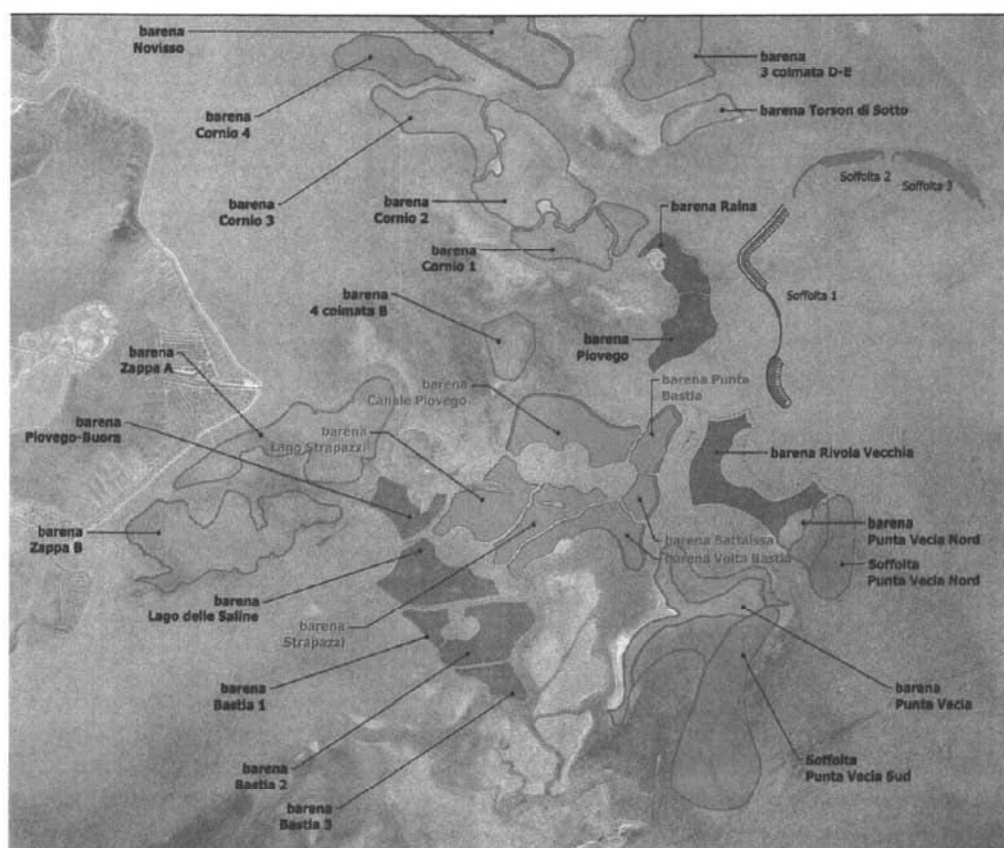 barena
Novisso
barena
3 colmata D-E
barena
Cornio 4
barena Torson di Sotto
Soffolta 2
Soffolta 3
barena
Cornio 3
barena
Cornio 2
barena Raina
barena
Cornio 1
barena
4 colmata B
Soffolta 1
barena
Piovego
barena
Zappa A
barena
Canale Piovego
barena Punta
Bastia
barena
Piovego-Buora
barena
Lago Strapazzi
barena Rivola Vecchia
barena
Zappa B
barena
Punta Vecia Nord
barena Battaissa
barena Volta Bastia
Soffolta
Punta Vecia Nord
barena
Lago delle Saline
barena
Strapazzi
barena
Bastia 1
barena
Punta Vecia
barena
Bastia 2
Soffolta
Punta Vecia Sud
barena
Bastia 3